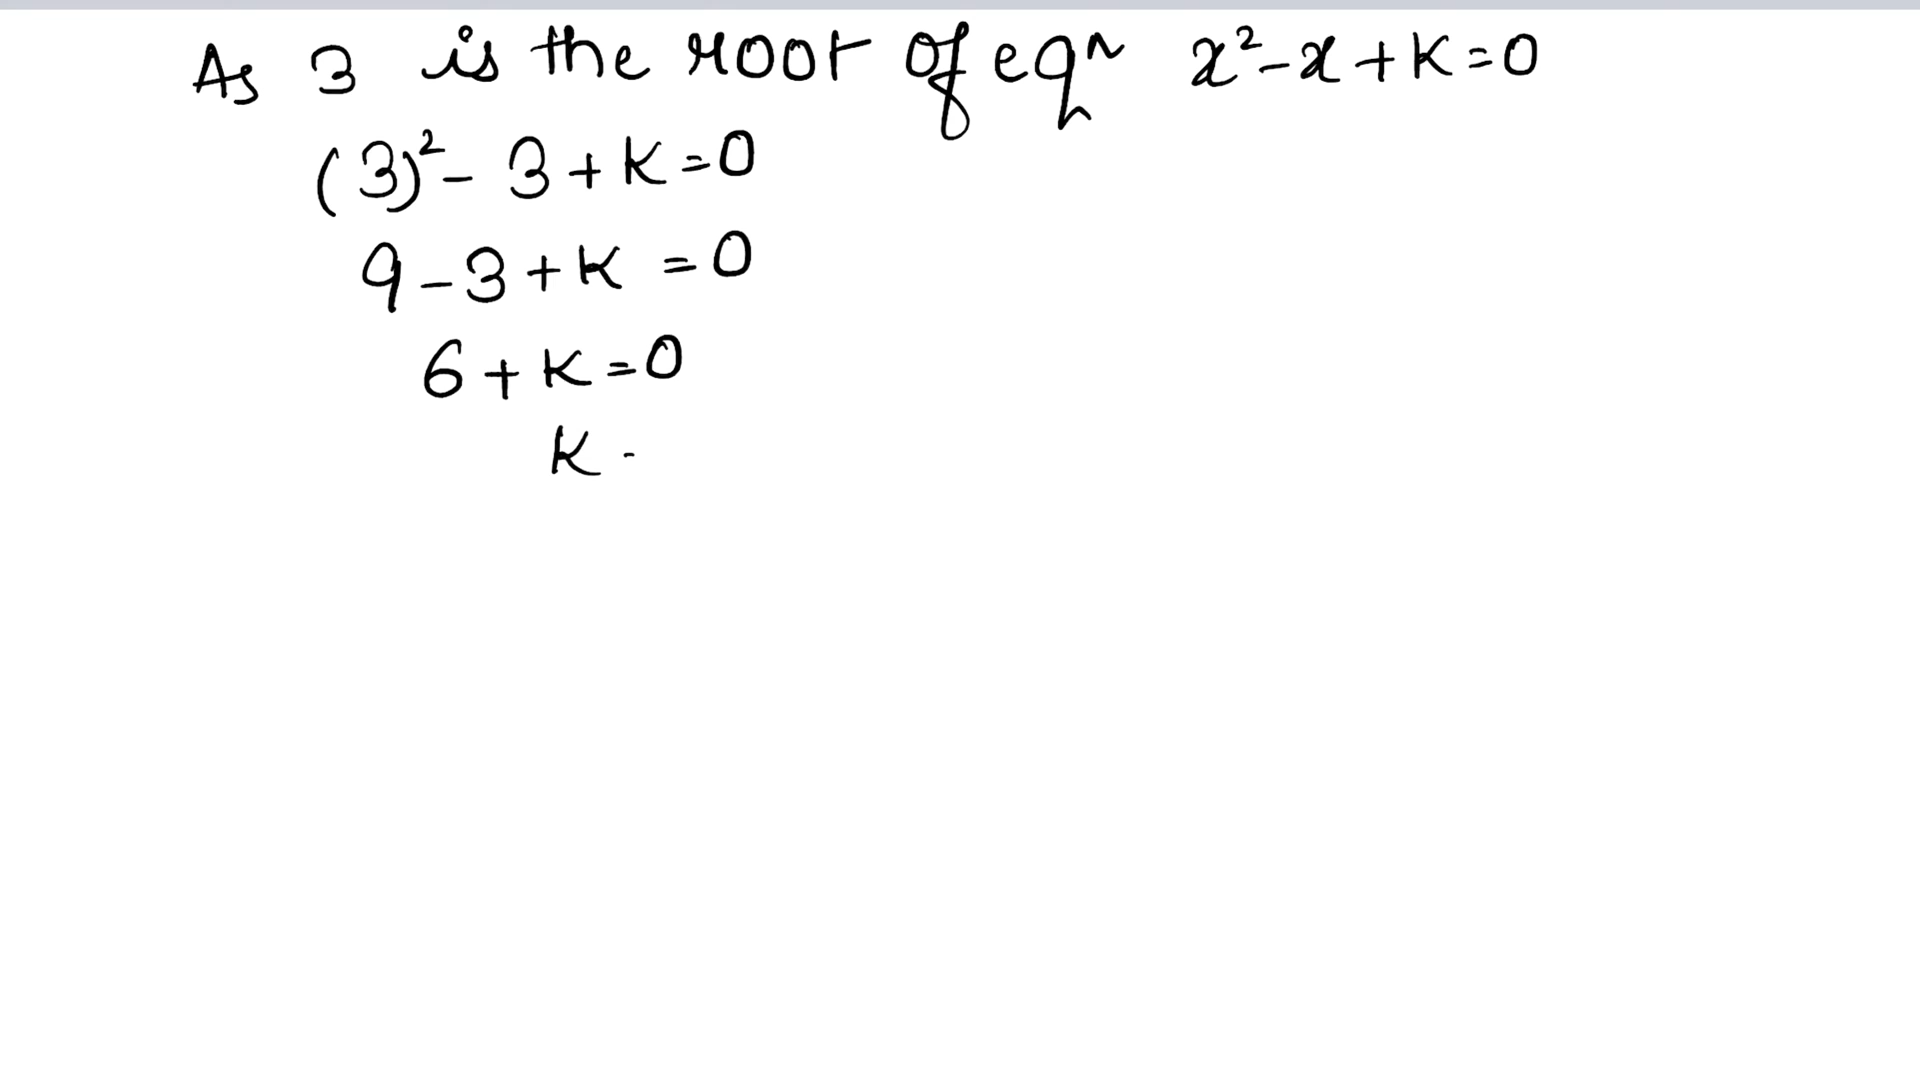 As 3 is the root of eqⁿ x²-x+K=0
(3)²- 3+K=0
9-3+K =0
6+K=0
K -